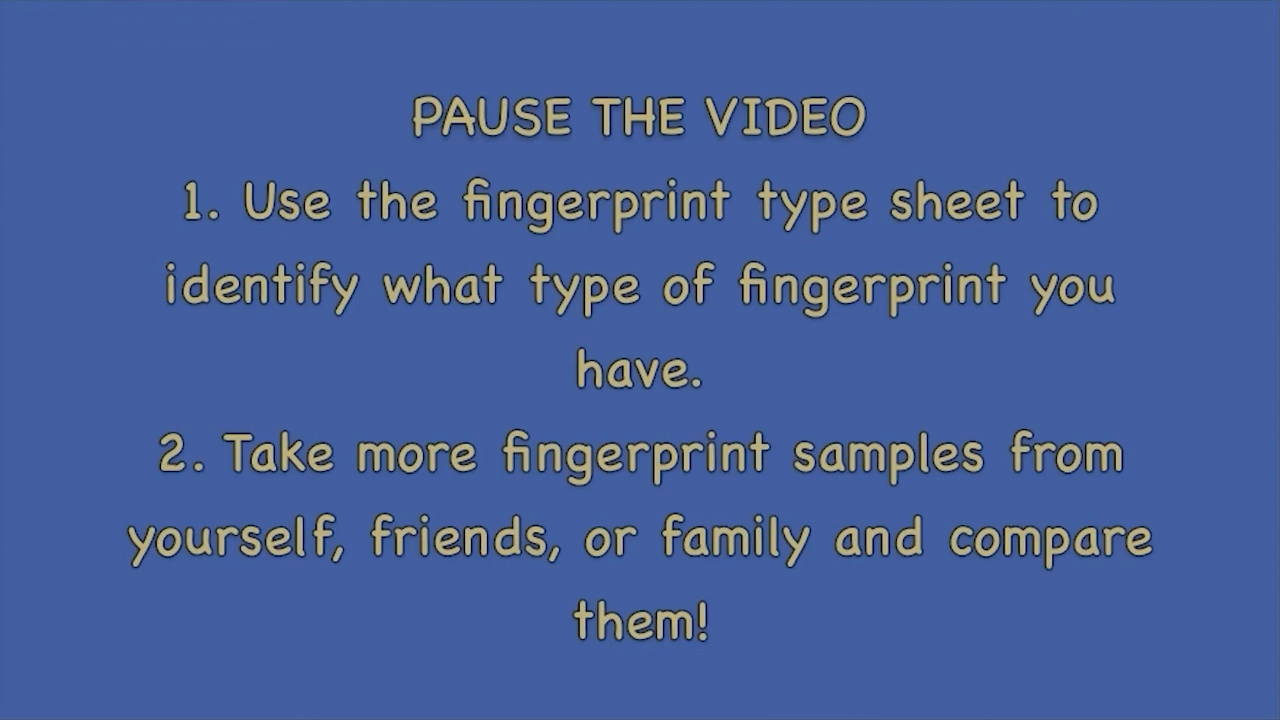 PAUSE THE VIDEO
1. Use the fingerprint type sheet to
identify what type of fingerprint you
have.
2. Take more fingerprint samples from
yourself, friends, or family and compare
them!